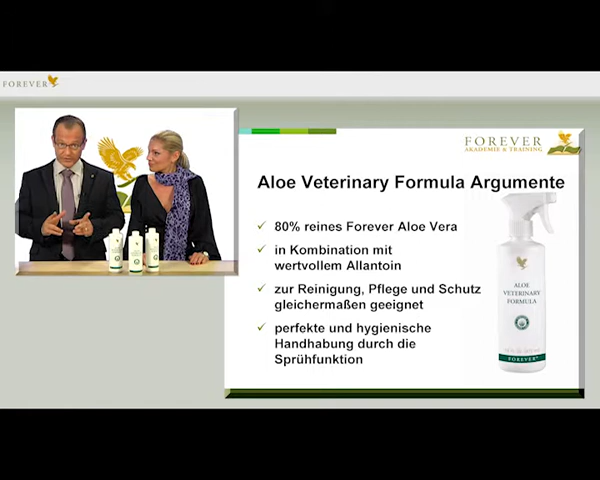 FOREVER
FOREVER
AKADEMIE & TRAINING
Aloe Veterinary Formula Argumente
80% reines Forever Aloe Vera
in Kombination mit
wertvollem Allantoin
zur Reinigung, Pflege und Schutz
gleichermaßen geeignet
perfekte und hygienische
Handhabung durch die
Sprühfunktion
ALOE
VETERINARY
FORMULA
FOREVER